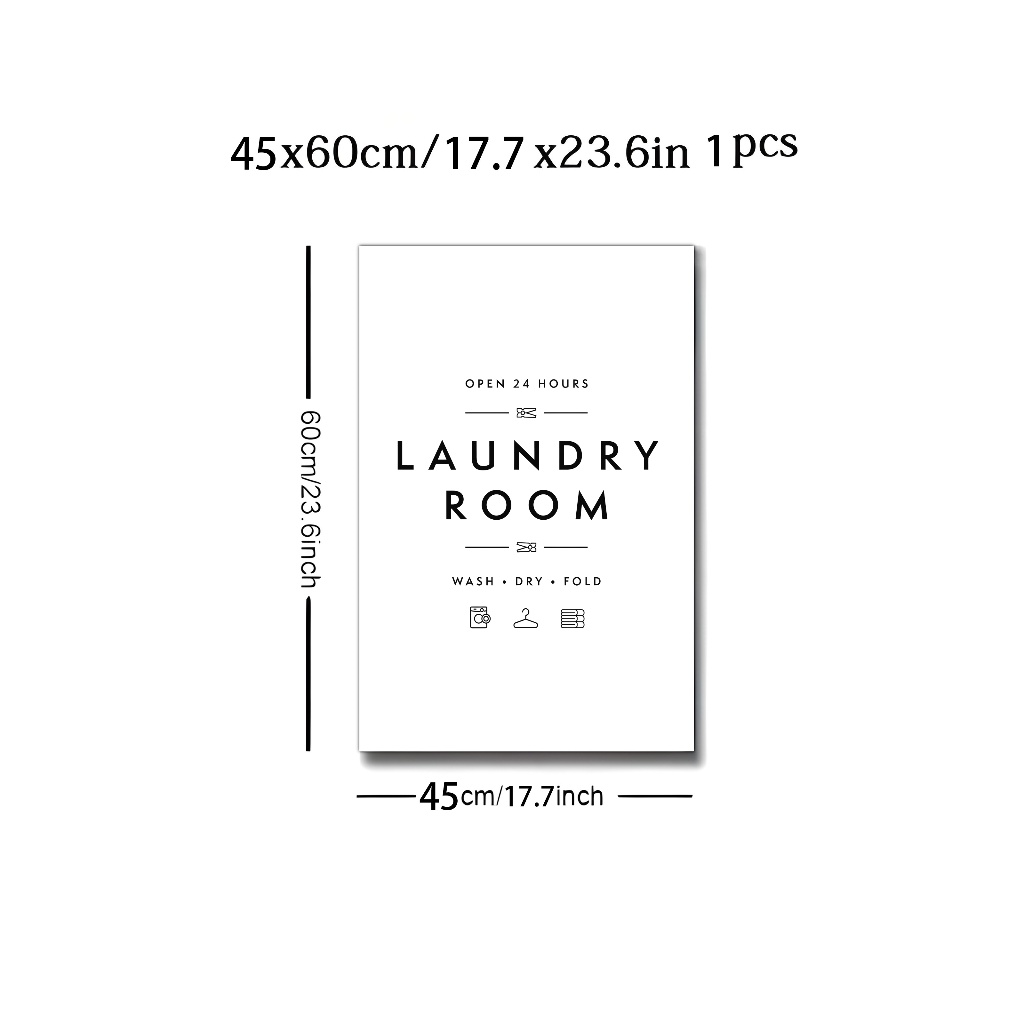 45x60cm/17.7 x23.6in 1pcs
60cm/23.6inch
OPEN 24 HOURS
LAUNDRY
ROOM
WASH • DRY • FOLD
45cm/17.7inch